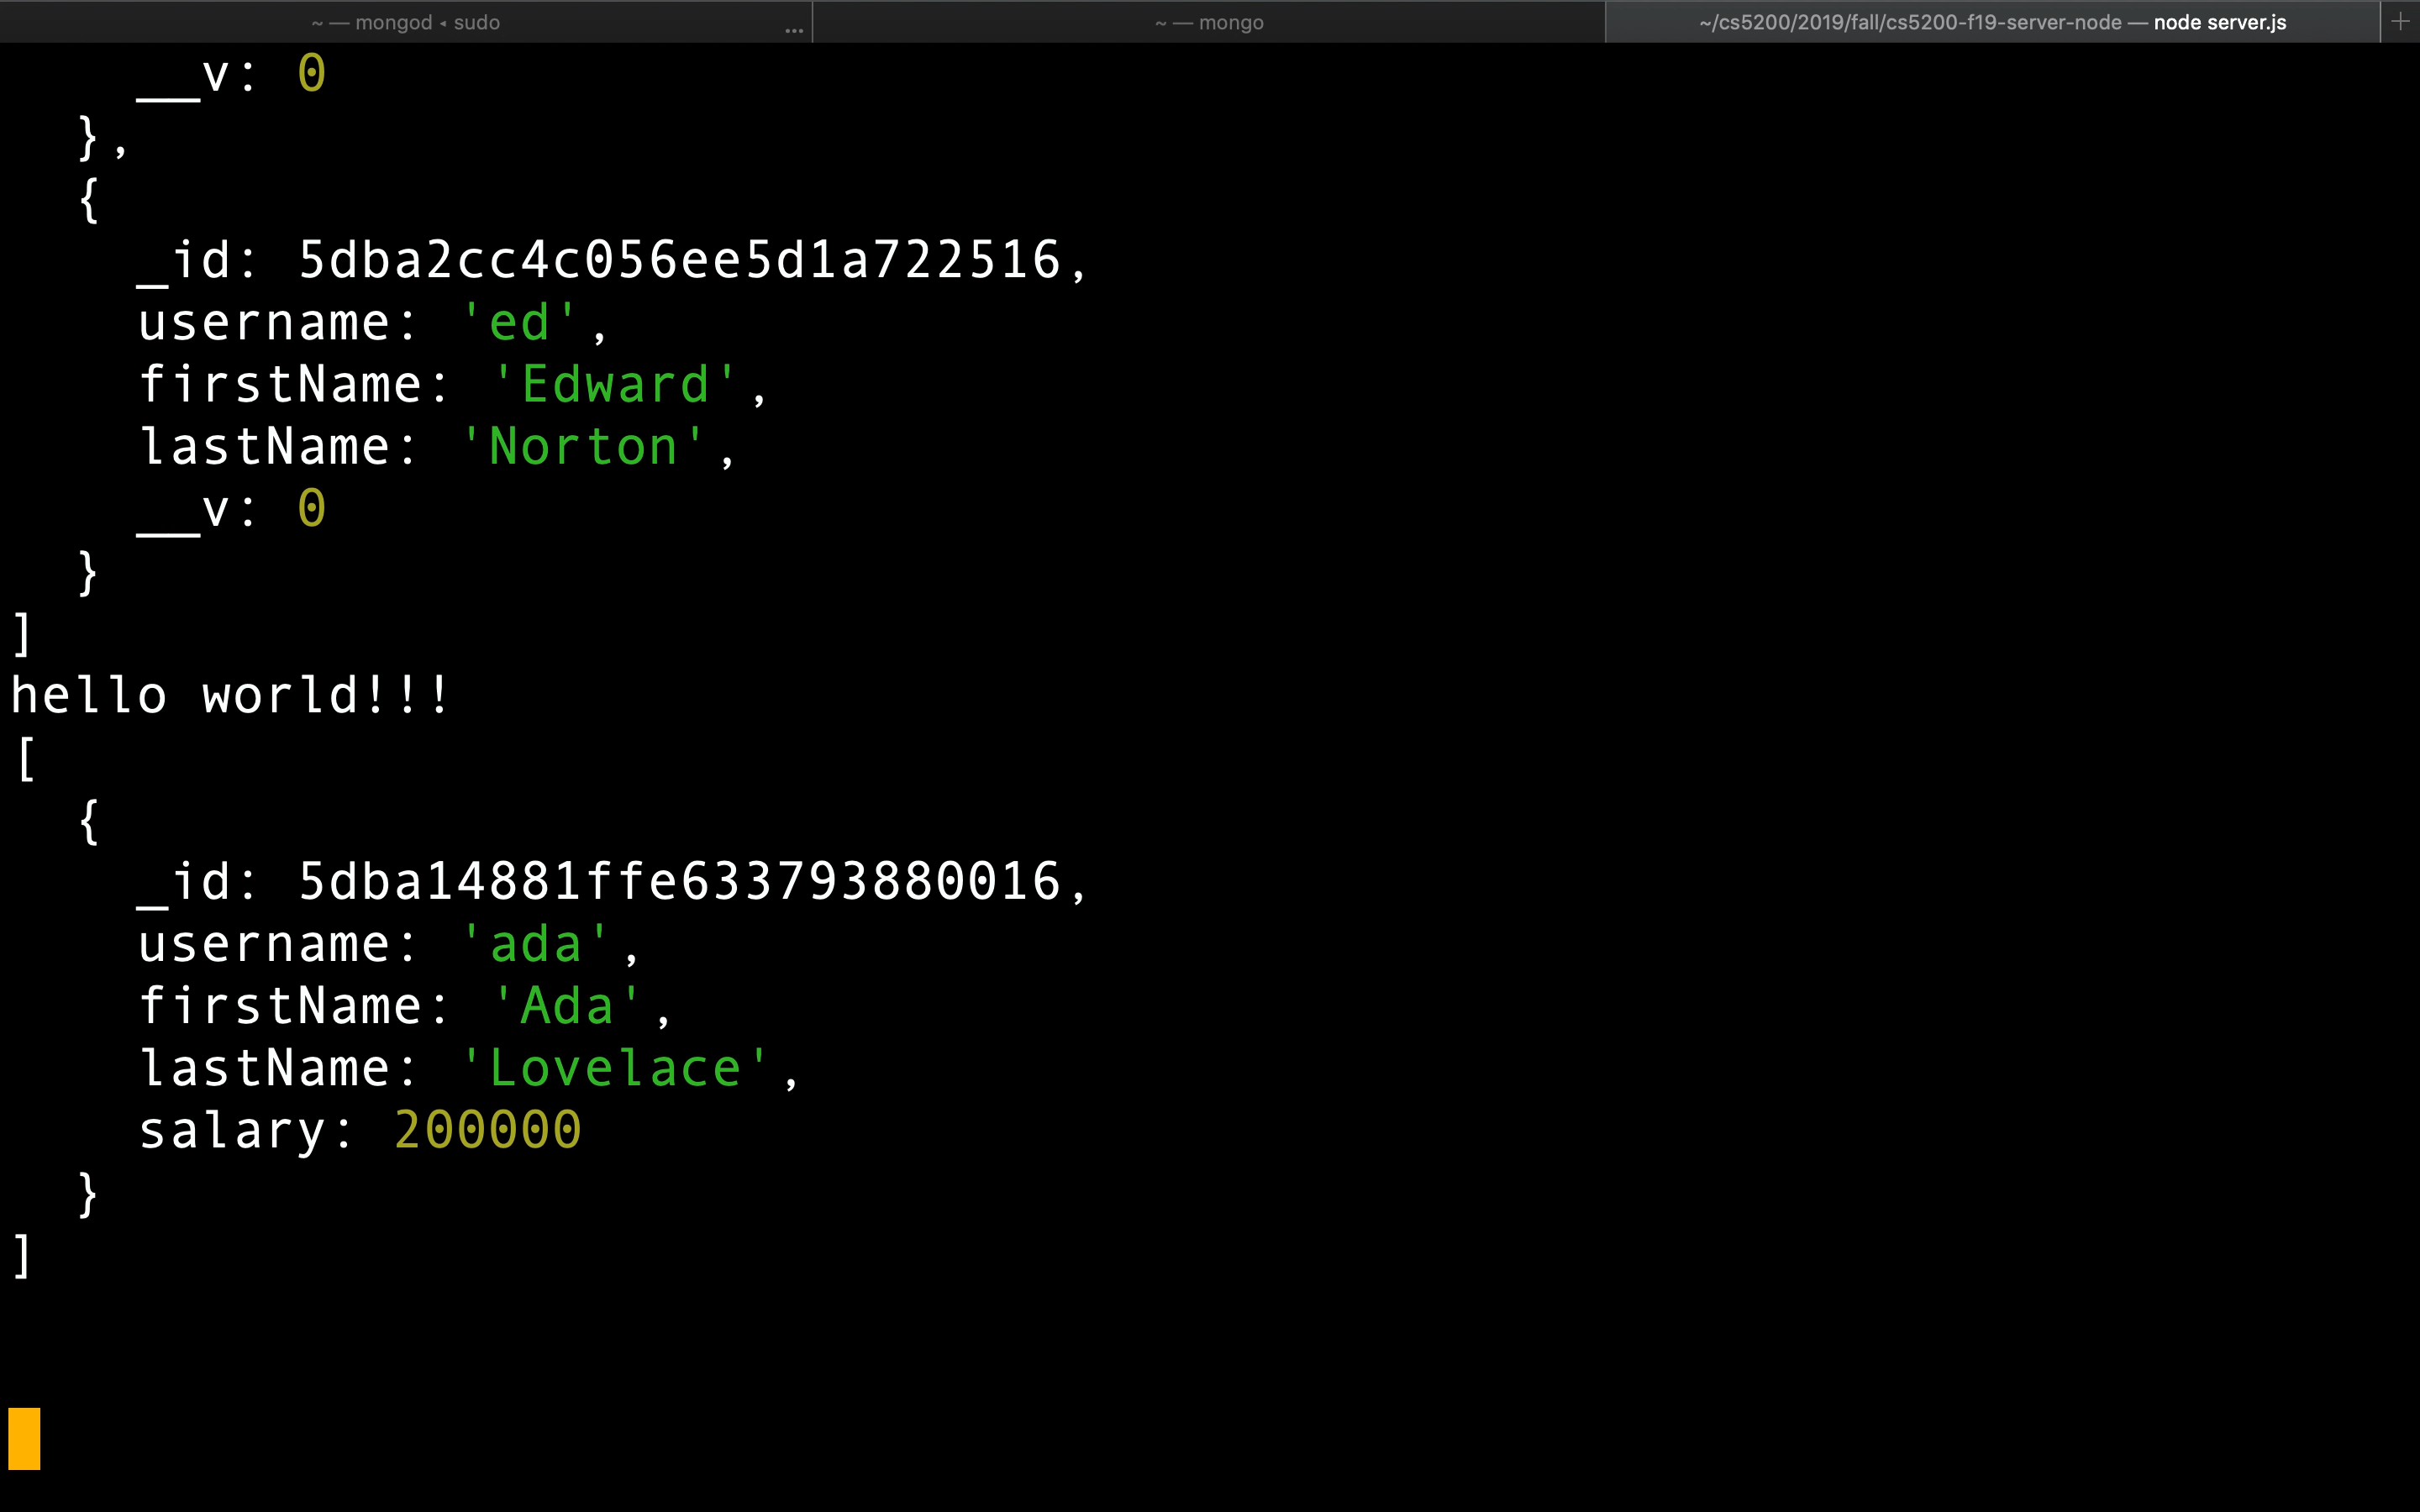 ~ — mongod ◂ sudo ... ~ — mongo ~/cs5200/2019/fall/cs5200-f19-server-node — node server.js +
__v: 0
},
{
_id: 5dba2cc4c056ee5d1a722516,
username: 'ed',
firstName: 'Edward',
lastName: 'Norton',
__v: 0
}
]
hello world!!!
[
{
_id: 5dba14881ffe633793880016,
username: 'ada',
firstName: 'Ada',
lastName: 'Lovelace',
salary: 200000
}
]